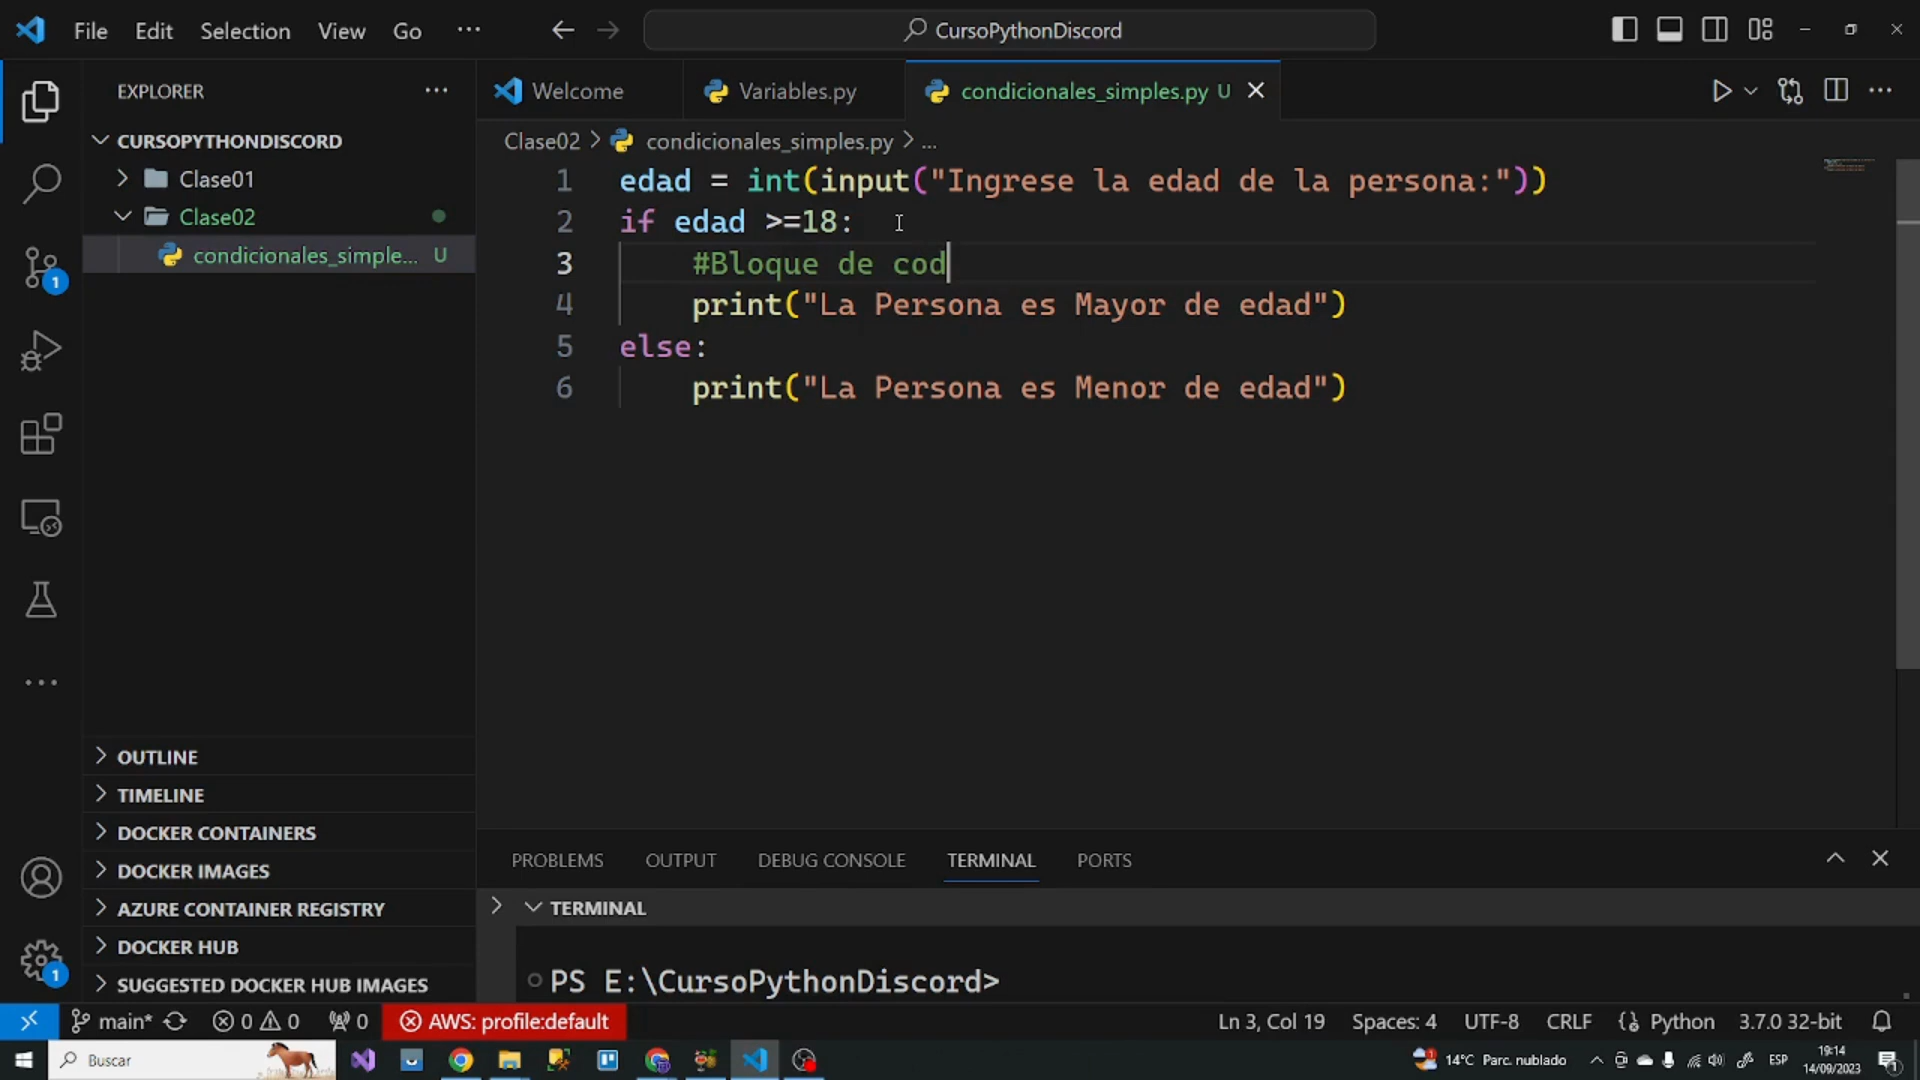 File Edit Selection View Go ...
CursoPythonDiscord
EXPLORER ...
Welcome
Variables.py
condicionales_simples.py U
CURSOPYTHONDISCORD
Clase01
Clase02
condicionales_simple... U
Clase02 > condicionales_simples.py > ...
1 edad = int(input("Ingrese la edad de la persona:"))
2 if edad >=18:
3 #Bloque de cod
4 print("La Persona es Mayor de edad")
5 else:
6 print("La Persona es Menor de edad")
1
OUTLINE
TIMELINE
DOCKER CONTAINERS
DOCKER IMAGES
AZURE CONTAINER REGISTRY
DOCKER HUB
SUGGESTED DOCKER HUB IMAGES
1
PROBLEMS OUTPUT DEBUG CONSOLE TERMINAL PORTS
TERMINAL
PS E:\CursoPythonDiscord>
main* 0 0 0 AWS: profile:default
Ln 3, Col 19 Spaces: 4 UTF-8 CRLF Python 3.7.0 32-bit
Buscar
14°C Parc. nublado
ESP
19:14
14/09/2023
1